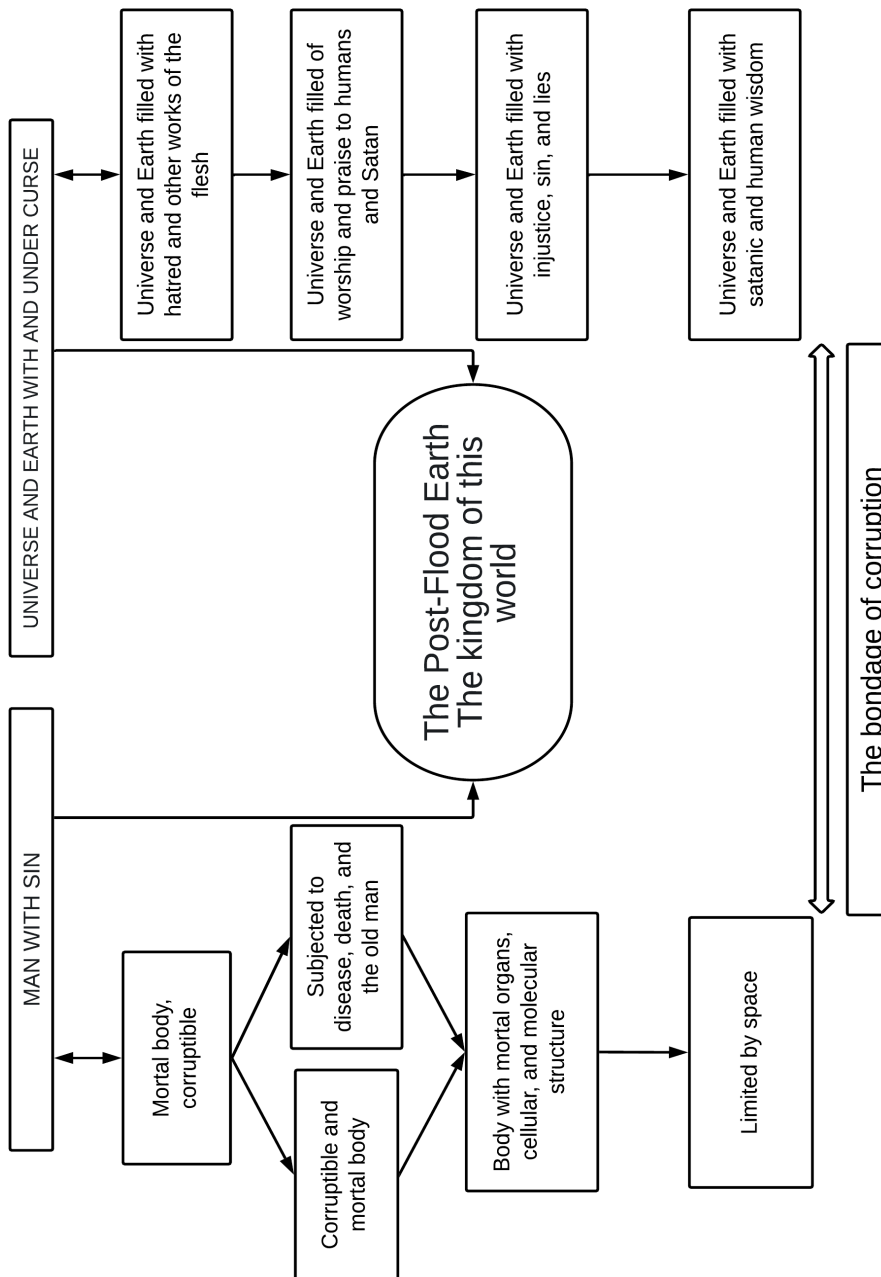 MAN WITH SIN
UNIVERSE AND EARTH WITH AND UNDER CURSE
Mortal body,
corruptible
Universe and Earth filled with
hatred and other works of the
flesh
Corruptible and
mortal body
Subjected to
disease, death, and
the old man
Universe and Earth filled of
worship and praise to humans
and Satan
The Post-Flood Earth
The kingdom of this
world
Body with mortal organs,
cellular, and molecular
structure
Universe and Earth filled with
injustice, sin, and lies
Limited by space
Universe and Earth filled with
satanic and human wisdom
The bondage of corruption